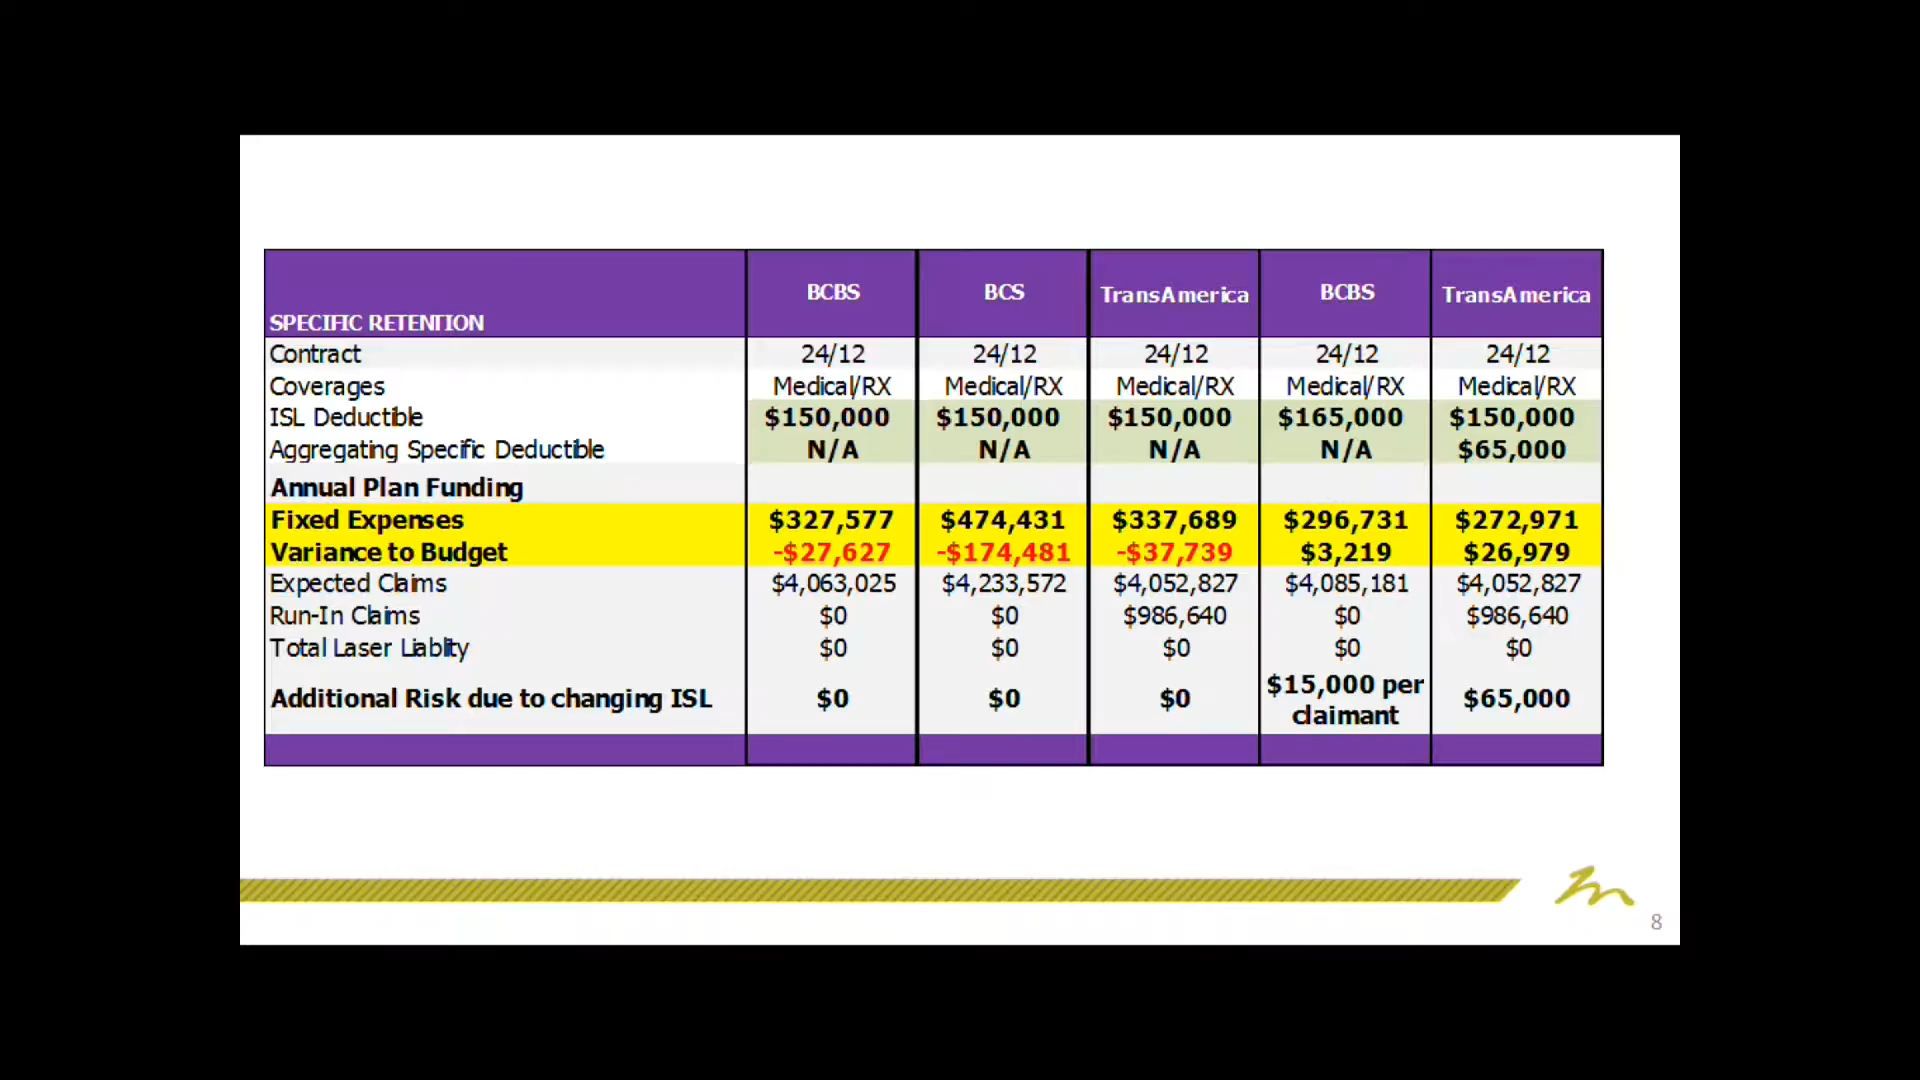 SPECIFIC RETENTION BCBS BCS TransAmerica BCBS TransAmerica
Contract 24/12 24/12 24/12 24/12 24/12
Coverages Medical/RX Medical/RX Medical/RX Medical/RX Medical/RX
ISL Deductible $150,000 $150,000 $150,000 $165,000 $150,000
Aggregating Specific Deductible N/A N/A N/A N/A $65,000
Annual Plan Funding
Fixed Expenses $327,577 $474,431 $337,689 $296,731 $272,971
Variance to Budget -$27,627 -$174,481 -$37,739 $3,219 $26,979
Expected Claims $4,063,025 $4,233,572 $4,052,827 $4,085,181 $4,052,827
Run-In Claims $0 $0 $986,640 $0 $986,640
Total Laser Liablity $0 $0 $0 $0 $0
Additional Risk due to changing ISL $0 $0 $0 $15,000 per claimant $65,000
8